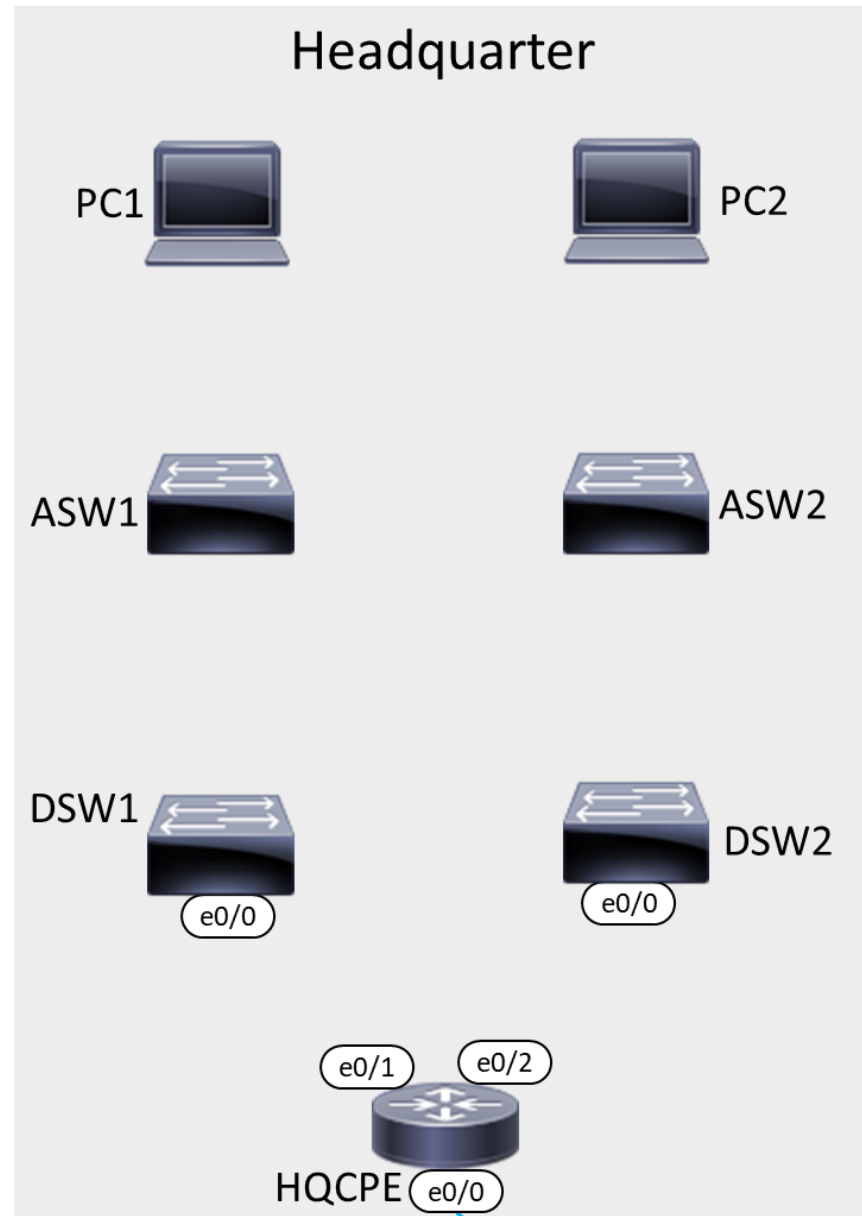 Headquarter
PC1
PC2
ASW1
ASW2
DSW1
DSW2
e0/0
e0/0
e0/1
e0/2
HQCPE
e0/0